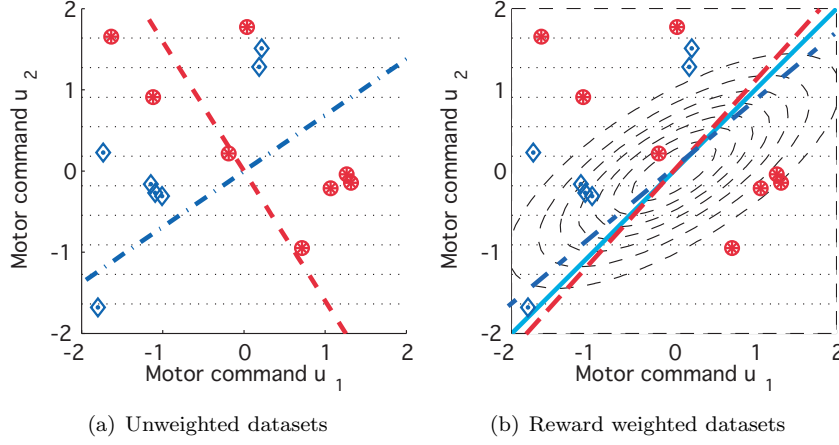 2
1
0
-1
-2
Motor command u 2
-2 -1 0 1 2
Motor command u 1
(a) Unweighted datasets
2
1
0
-1
-2
Motor command u 2
-2 -1 0 1 2
Motor command u 1
(b) Reward weighted datasets